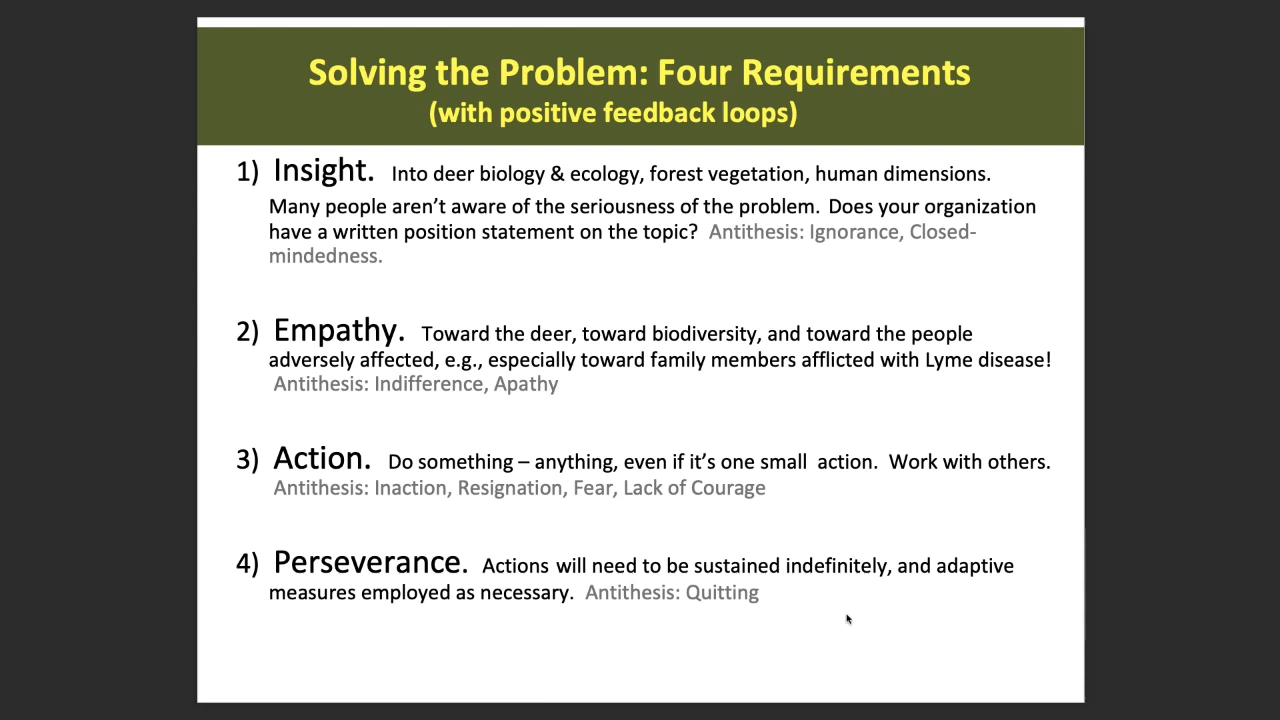 Solving the Problem: Four Requirements
(with positive feedback loops)
1) Insight. Into deer biology & ecology, forest vegetation, human dimensions.
Many people aren’t aware of the seriousness of the problem. Does your organization
have a written position statement on the topic? Antithesis: Ignorance, Closed-
mindedness.
2) Empathy. Toward the deer, toward biodiversity, and toward the people
adversely affected, e.g., especially toward family members afflicted with Lyme disease!
Antithesis: Indifference, Apathy
3) Action. Do something – anything, even if it’s one small action. Work with others.
Antithesis: Inaction, Resignation, Fear, Lack of Courage
4) Perseverance. Actions will need to be sustained indefinitely, and adaptive
measures employed as necessary. Antithesis: Quitting